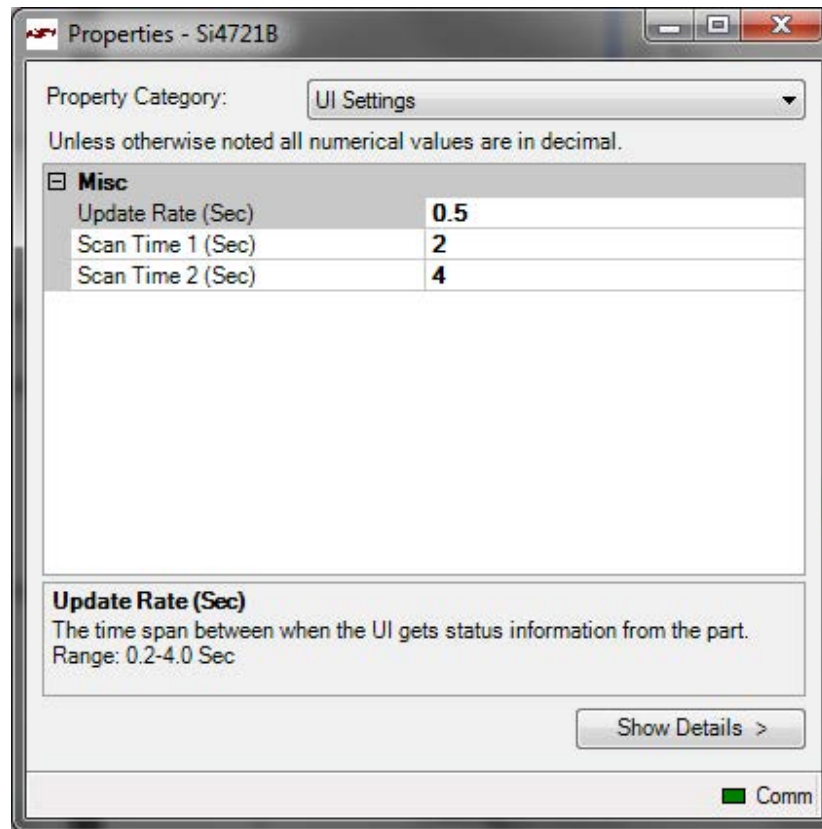 Properties - Si4721B
Property Category: UI Settings
Unless otherwise noted all numerical values are in decimal.
Misc
Update Rate (Sec) 0.5
Scan Time 1 (Sec) 2
Scan Time 2 (Sec) 4
Update Rate (Sec)
The time span between when the UI gets status information from the part.
Range: 0.2-4.0 Sec
Show Details >
Comm